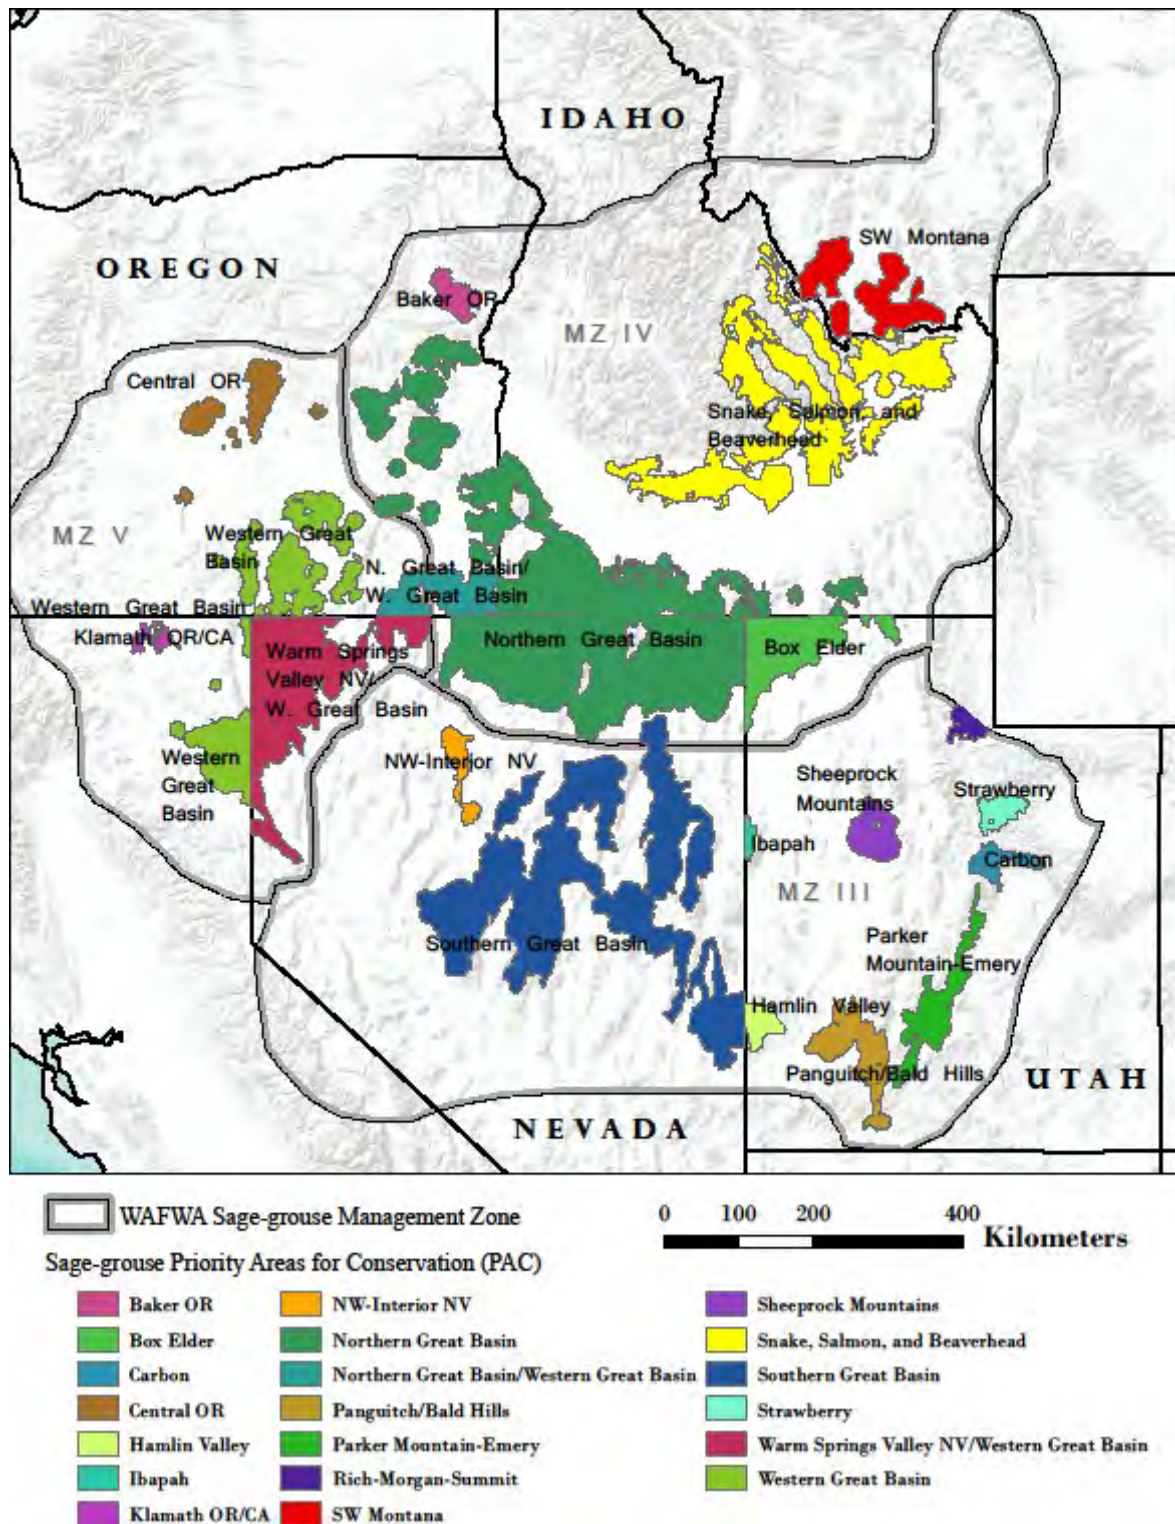 IDAHO
SW Montana
OREGON
Baker OR
MZ IV
Central OR
Snake, Salmon, and
Beaverhead
MZ V
Western Great
Basin
N. Great Basin/
W. Great Basin
Western Great Basin
Klamath OR/CA
Warm Springs
Valley NV/
W. Great Basin
Northern Great Basin
Box Elder
Western
Great
Basin
NW-Interior NV
Sheeprock
Mountains
Strawberry
Ibapah
Carbon
MZ III
Southern Great Basin
Parker
Mountain-Emery
Hamlin Valley
Panguitch/Bald Hills
UTAH
NEVADA
WAFWA Sage-grouse Management Zone
0 100 200 400
Kilometers
Sage-grouse Priority Areas for Conservation (PAC)
Baker OR
Box Elder
Carbon
Central OR
Hamlin Valley
Ibapah
Klamath OR/CA
NW-Interior NV
Northern Great Basin
Northern Great Basin/Western Great Basin
Panguitch/Bald Hills
Parker Mountain-Emery
Rich-Morgan-Summit
SW Montana
Sheeprock Mountains
Snake, Salmon, and Beaverhead
Southern Great Basin
Strawberry
Warm Springs Valley NV/Western Great Basin
Western Great Basin